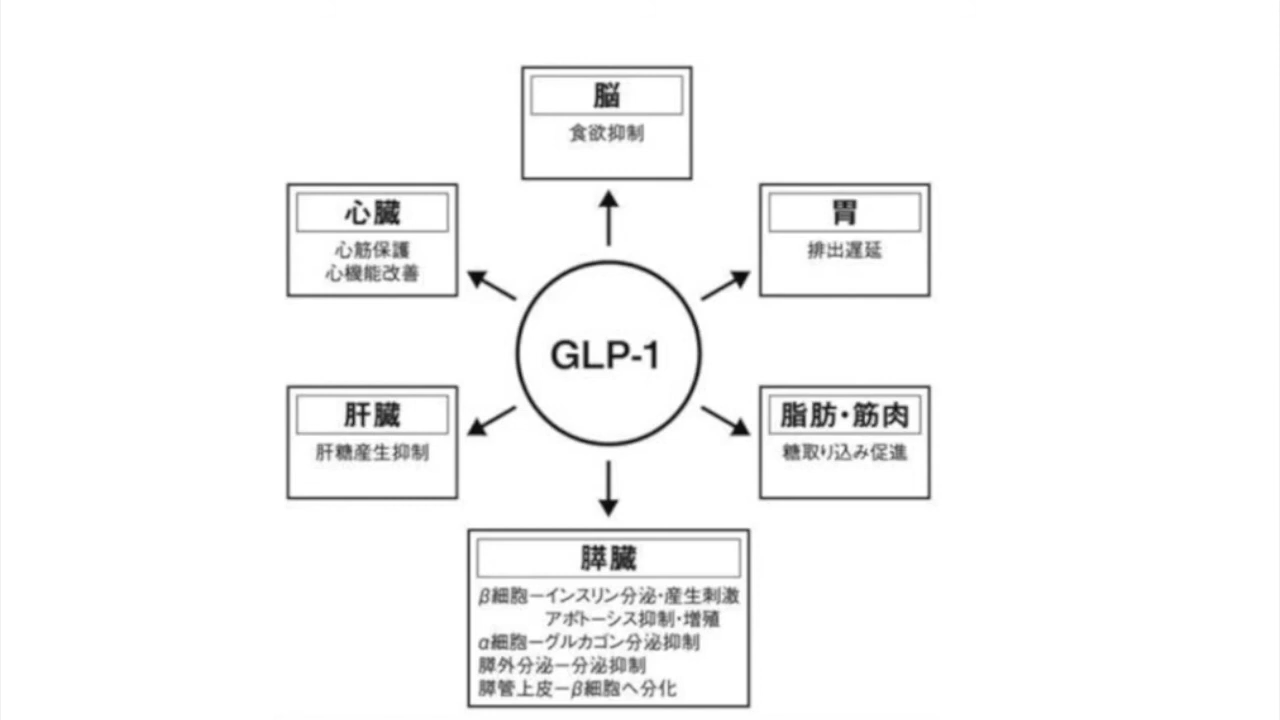 脳
食欲抑制
心臓
心筋保護
心機能改善
胃
排出遅延
GLP-1
肝臓
肝糖産生抑制
脂肪・筋肉
糖取り込み促進
膵臓
β細胞ーインスリン分泌・産生刺激
アポトーシス抑制・増殖
α細胞ーグルカゴン分泌抑制
膵外分泌ー分泌抑制
膵管上皮ーβ細胞へ分化